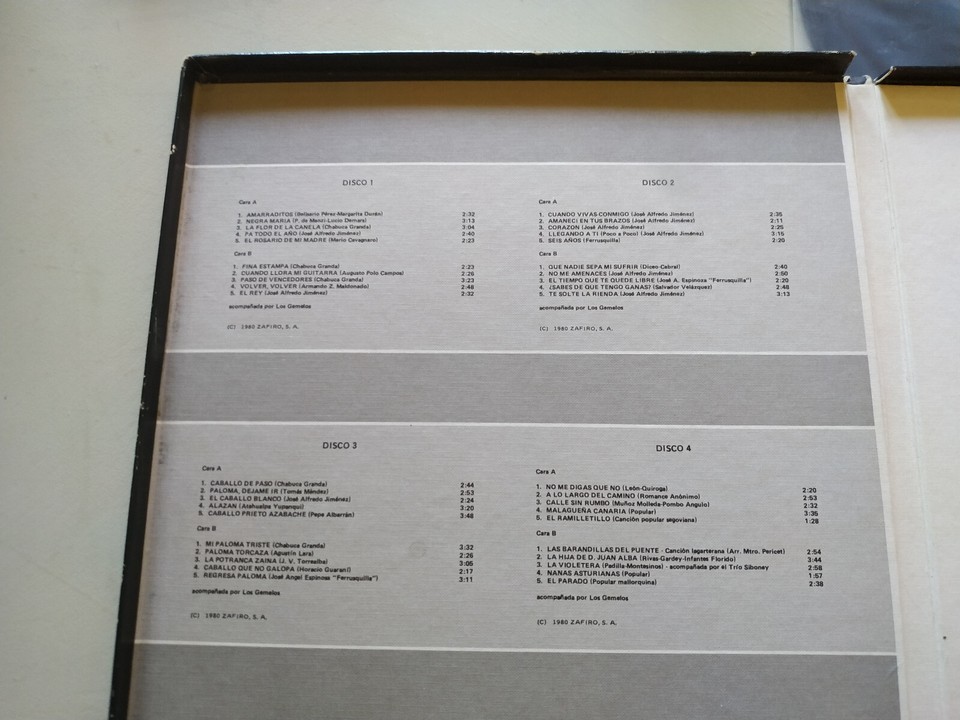 DISCO 1
Cara A
1. AMARRADITOS (Belisario Pérez-Margarita Durán) 2:32
2. NEGRA MARIA (P. de Manzi-Lucio Demare) 3:13
3. LA FLOR DE LA CANELA (Chabuca Granda) 3:04
4. PA TODO EL AÑO (José Alfredo Jiménez) 2:40
5. EL ROSARIO DE MI MADRE (Mario Cavagnaro) 2:23
Cara B
1. FINA ESTAMPA (Chabuca Granda) 2:23
2. CUANDO LLORA MI GUITARRA (Augusto Polo Campos) 2:26
3. PASO DE VENCEDORES (Chabuca Granda) 3:23
4. VOLVER, VOLVER (Armando Z. Maldonado) 2:48
5. EL REY (José Alfredo Jiménez) 2:32
acompañada por Los Gemelos
(C) 1980 ZAFIRO, S. A.
DISCO 2
Cara A
1. CUANDO VIVAS CONMIGO (José Alfredo Jiménez) 2:35
2. AMANECI EN TUS BRAZOS (José Alfredo Jiménez) 2:11
3. CORAZON (José Alfredo Jiménez) 2:25
4. LLEGANDO A TI (Poco a Poco) (José Alfredo Jiménez) 3:15
5. SEIS AÑOS (Ferrusquilla) 2:20
Cara B
1. QUE NADIE SEPA MI SUFRIR (Diceo-Cabral) 2:40
2. NO ME AMENACES (José Alfredo Jiménez) 2:50
3. EL TIEMPO QUE TE QUEDE LIBRE (José A. Espinoza "Ferrusquilla") 2:20
4. ¿SABES DE QUE TENGO GANAS? (Salvador Velázquez) 2:48
5. TE SOLTE LA RIENDA (José Alfredo Jiménez) 3:13
acompañada por Los Gemelos
(C) 1980 ZAFIRO, S. A.
DISCO 3
Cara A
1. CABALLO DE PASO (Chabuca Granda) 2:44
2. PALOMA, DEJAME IR (Tomás Méndez) 2:53
3. EL CABALLO BLANCO (José Alfredo Jiménez) 2:24
4. ALAZAN (Atahualpa Yupanqui) 3:20
5. CABALLO PRIETO AZABACHE (Pepe Albarrán) 3:48
Cara B
1. MI PALOMA TRISTE (Chabuca Granda) 3:32
2. PALOMA TORCAZA (Agustín Lara) 2:26
3. LA POTRANCA ZAINA (J. V. Torrealba) 3:05
4. CABALLO QUE NO GALOPA (Horacio Guaraní) 2:17
5. REGRESA PALOMA (José Angel Espinosa "Ferrusquilla") 3:11
acompañada por Los Gemelos
(C) 1980 ZAFIRO, S. A.
DISCO 4
Cara A
1. NO ME DIGAS QUE NO (León-Quiroga) 2:20
2. A LO LARGO DEL CAMINO (Romance Anónimo) 2:53
3. CALLE SIN RUMBO (Muñoz Molleda-Pombo Angulo) 2:32
4. MALAGUEÑA CANARIA (Popular) 3:35
5. EL RAMILLETILLO (Canción popular segoviana) 1:28
Cara B
1. LAS BARANDILLAS DEL PUENTE - Canción lagarterana (Arr. Mtro. Pericet) 2:54
2. LA HIJA DE D. JUAN ALBA (Rivas-Gardey-Infantes Florido) 3:44
3. LA VIOLETERA (Padilla-Montesinos) - acompañada por el Trío Siboney 2:58
4. NANAS ASTURIANAS (Popular) 1:57
5. EL PARADO (Popular mallorquina) 2:38
acompañada por Los Gemelos
(C) 1980 ZAFIRO, S. A.